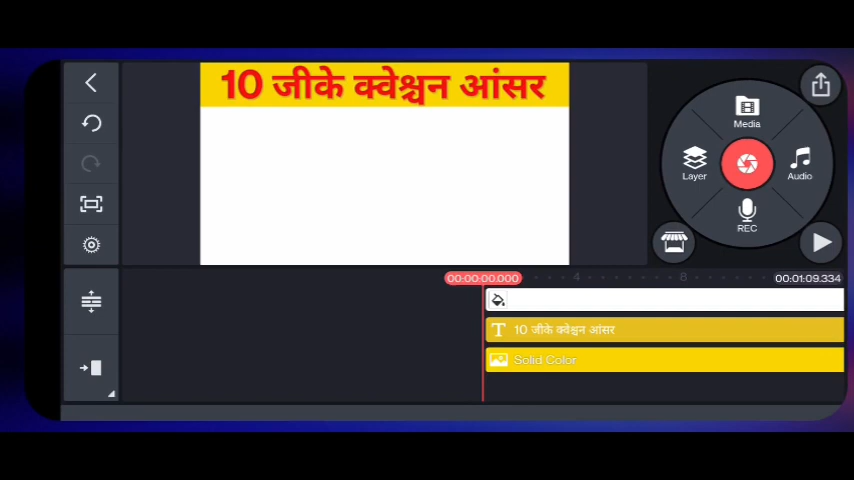 10 जीके क्वेश्चन आंसर
Media
Layer
Audio
REC
00:00:00.000
4
8
00:01:09.334
T 10 जीके क्वेश्चन आंसर
Solid Color